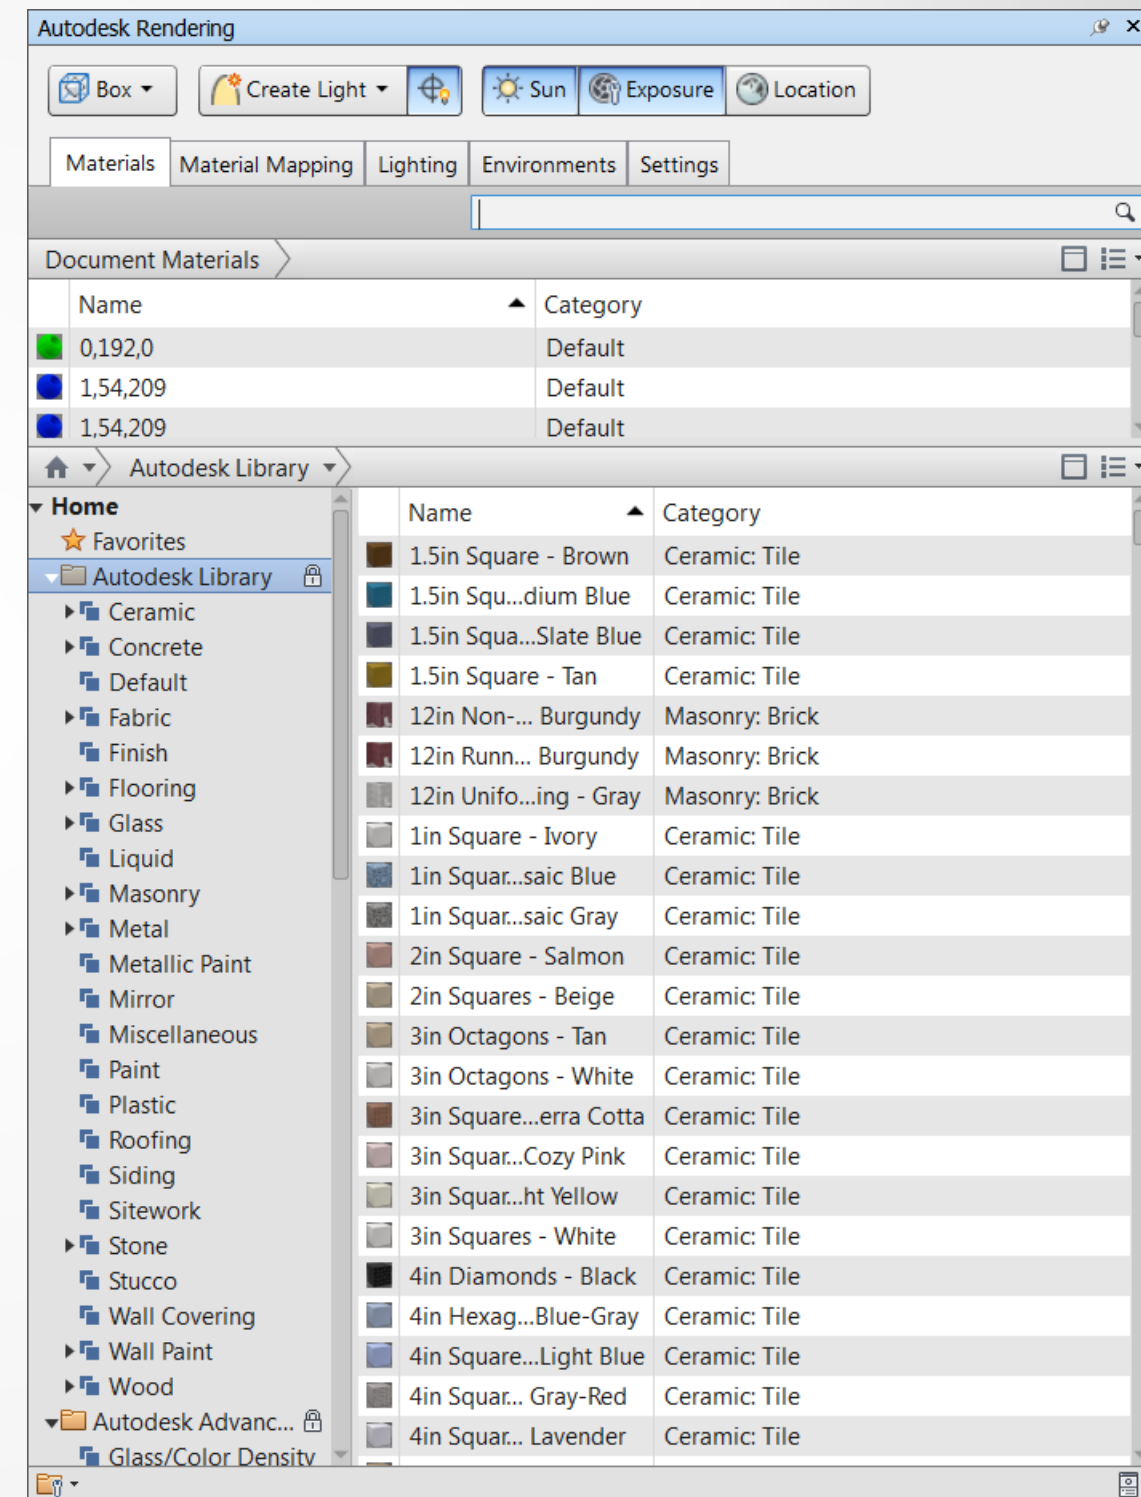 Autodesk Rendering
Box
Create Light
Sun
Exposure
Location
Materials
Material Mapping
Lighting
Environments
Settings
Document Materials
Name Category
0,192,0 Default
1,54,209 Default
1,54,209 Default
Autodesk Library
Home
Favorites
Autodesk Library
Ceramic
Concrete
Default
Fabric
Finish
Flooring
Glass
Liquid
Masonry
Metal
Metallic Paint
Mirror
Miscellaneous
Paint
Plastic
Roofing
Siding
Sitework
Stone
Stucco
Wall Covering
Wall Paint
Wood
Autodesk Advanc...
Glass/Color Density
Name Category
1.5in Square - Brown Ceramic: Tile
1.5in Squ...dium Blue Ceramic: Tile
1.5in Squa...Slate Blue Ceramic: Tile
1.5in Square - Tan Ceramic: Tile
12in Non-... Burgundy Masonry: Brick
12in Runn... Burgundy Masonry: Brick
12in Unifo...ing - Gray Masonry: Brick
1in Square - Ivory Ceramic: Tile
1in Squar...saic Blue Ceramic: Tile
1in Squar...saic Gray Ceramic: Tile
2in Square - Salmon Ceramic: Tile
2in Squares - Beige Ceramic: Tile
3in Octagons - Tan Ceramic: Tile
3in Octagons - White Ceramic: Tile
3in Square...erra Cotta Ceramic: Tile
3in Squar...Cozy Pink Ceramic: Tile
3in Squar...ht Yellow Ceramic: Tile
3in Squares - White Ceramic: Tile
4in Diamonds - Black Ceramic: Tile
4in Hexag...Blue-Gray Ceramic: Tile
4in Square...Light Blue Ceramic: Tile
4in Squar... Gray-Red Ceramic: Tile
4in Squar... Lavender Ceramic: Tile